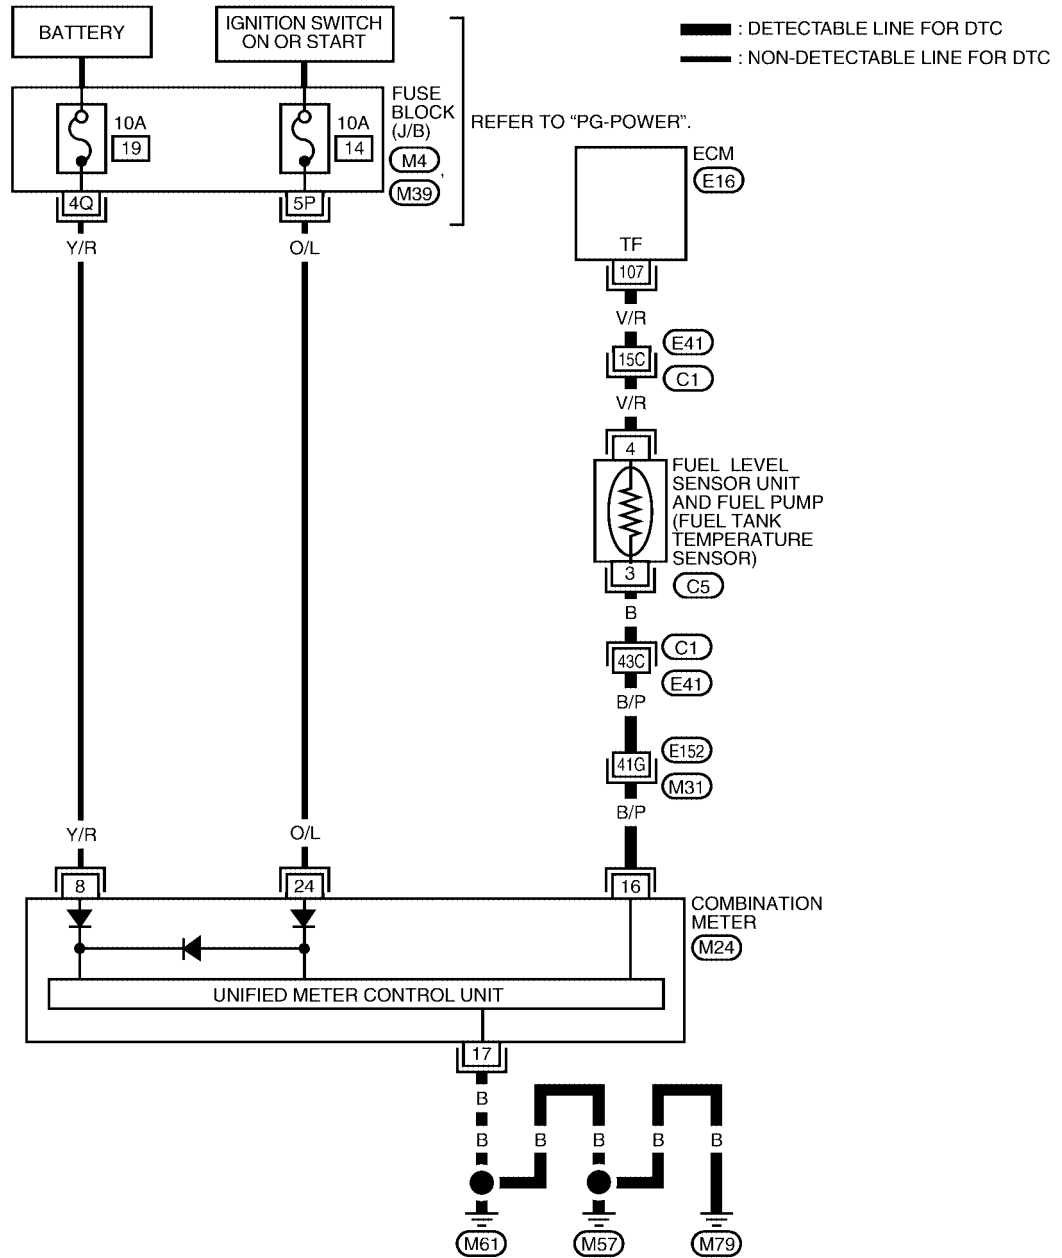 BATTERY
IGNITION SWITCH
ON OR START
: DETECTABLE LINE FOR DTC
: NON-DETECTABLE LINE FOR DTC
10A
19
10A
14
FUSE
BLOCK
(J/B)
M4
,
M39
REFER TO “PG-POWER”.
4Q
5P
Y/R
O/L
ECM
E16
TF
107
V/R
15C
E41
C1
V/R
4
FUEL LEVEL
SENSOR UNIT
AND FUEL PUMP
(FUEL TANK
TEMPERATURE
SENSOR)
3
C5
B
43C
C1
E41
B/P
41G
E152
M31
B/P
Y/R
O/L
8
24
16
COMBINATION
METER
M24
UNIFIED METER CONTROL UNIT
17
B
B
B
B
B
B
M61
M57
M79